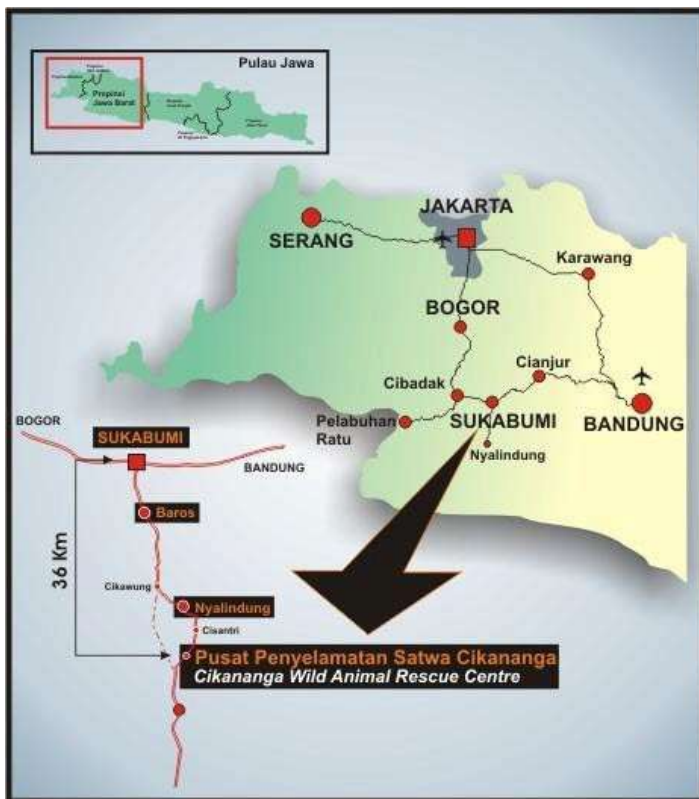 Pulau Jawa
Propinsi
Jawa Barat
JAKARTA
SERANG
Karawang
BOGOR
Cianjur
Cibadak
Pelabuhan
Ratu
SUKABUMI
BANDUNG
Nyalindung
BOGOR
SUKABUMI
BANDUNG
Baros
36 Km
Cikawung
Nyalindung
Cisantri
Pusat Penyelamatan Satwa Cikananga
Cikananga Wild Animal Rescue Centre